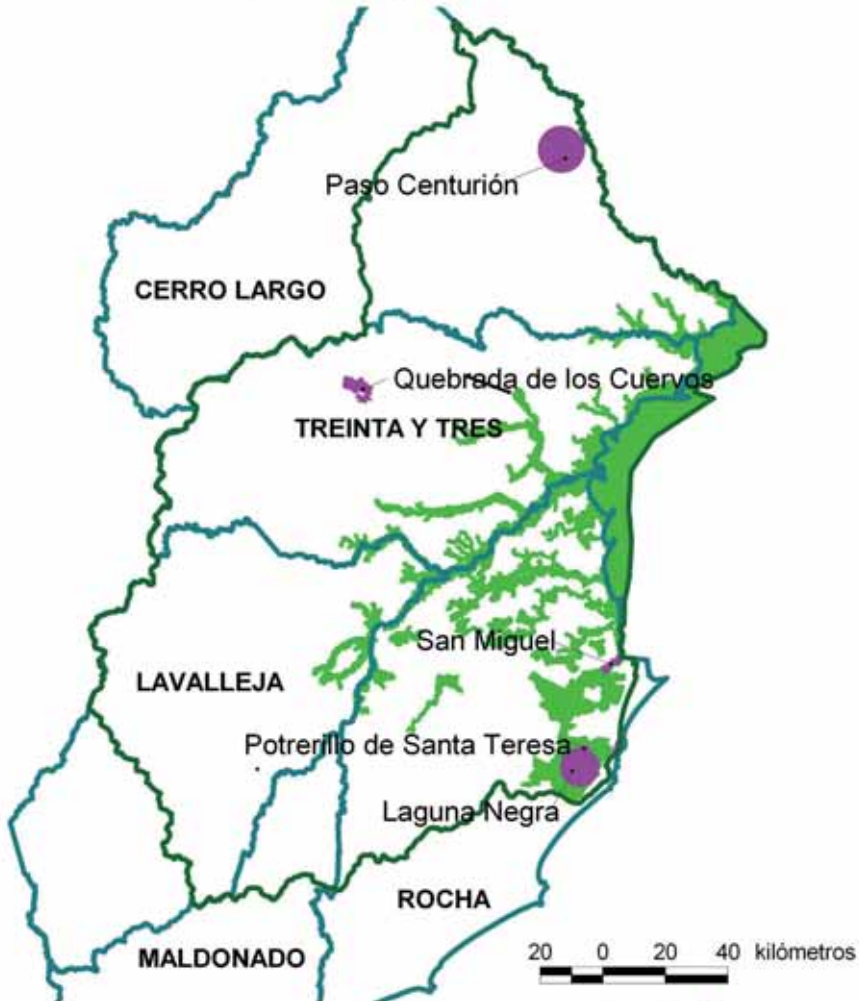 Paso Centurión
CERRO LARGO
Quebrada de los Cuervos
TREINTA Y TRES
San Miguel
LAVALLEJA
Potrerillo de Santa Teresa
Laguna Negra
ROCHA
MALDONADO
20 0 20 40 kilómetros